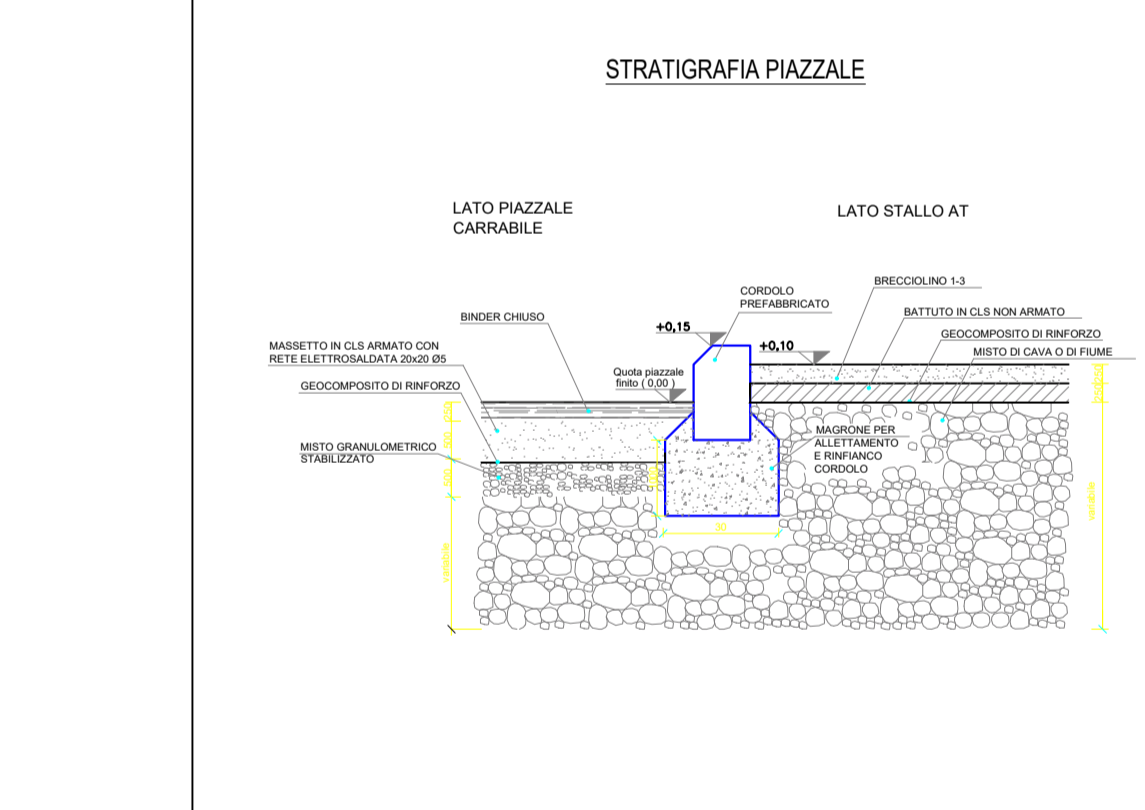 STRATIGRAFIA PIAZZALE
LATO PIAZZALE
CARRABILE
LATO STALLO AT
BRECCIOLINO 1-3
CORDOLO
PREFABBRICATO
BATTUTO IN CLS NON ARMATO
BINDER CHIUSO
+0,15
GEOCOMPOSITO DI RINFORZO
MASSETTO IN CLS ARMATO CON
RETE ELETTROSALDATA 20x20 Ø5
+0,10
MISTO DI CAVA O DI FIUME
Quota piazzale
finito ( 0,00 )
GEOCOMPOSITO DI RINFORZO
MAGRONE PER
ALLETTAMENTO
E RINFIANCO
CORDOLO
MISTO GRANULOMETRICO
STABILIZZATO
30
variabile
variabile